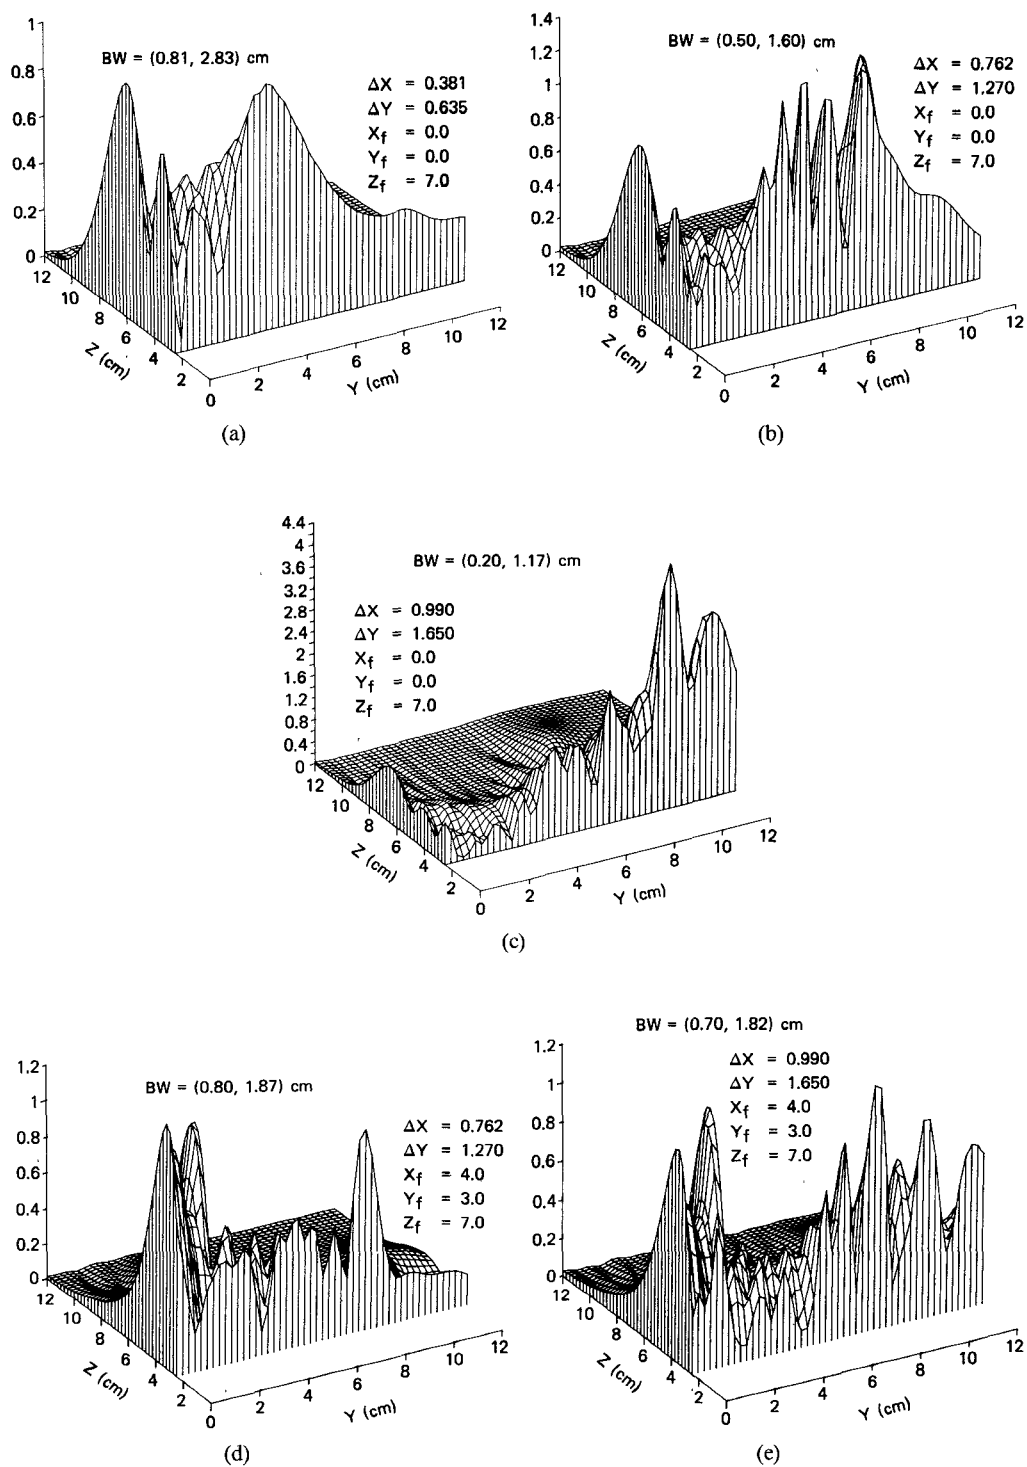 BW = (0.81, 2.83) cm
ΔX = 0.381
ΔY = 0.635
Xf = 0.0
Yf = 0.0
Zf = 7.0
1
0.8
0.6
0.4
0.2
0
12
10
8
6
4
2
Z (cm)
0
2
4
6
8
10
12
Y (cm)
(a)
BW = (0.50, 1.60) cm
ΔX = 0.762
ΔY = 1.270
Xf = 0.0
Yf = 0.0
Zf = 7.0
1.4
1.2
1
0.8
0.6
0.4
0.2
0
12
10
8
6
4
2
Z (cm)
0
2
4
6
8
10
12
Y (cm)
(b)
BW = (0.20, 1.17) cm
ΔX = 0.990
ΔY = 1.650
Xf = 0.0
Yf = 0.0
Zf = 7.0
4.4
4
3.6
3.2
2.8
2.4
2
1.6
1.2
0.8
0.4
0
12
10
8
6
4
2
Z (cm)
0
2
4
6
8
10
12
Y (cm)
(c)
BW = (0.80, 1.87) cm
ΔX = 0.762
ΔY = 1.270
Xf = 4.0
Yf = 3.0
Zf = 7.0
1.2
1
0.8
0.6
0.4
0.2
0
12
10
8
6
4
2
Z (cm)
0
2
4
6
8
10
12
Y (cm)
(d)
BW = (0.70, 1.82) cm
ΔX = 0.990
ΔY = 1.650
Xf = 4.0
Yf = 3.0
Zf = 7.0
1.2
1
0.8
0.6
0.4
0.2
0
12
10
8
6
4
2
Z (cm)
0
2
4
6
8
10
12
Y (cm)
(e)